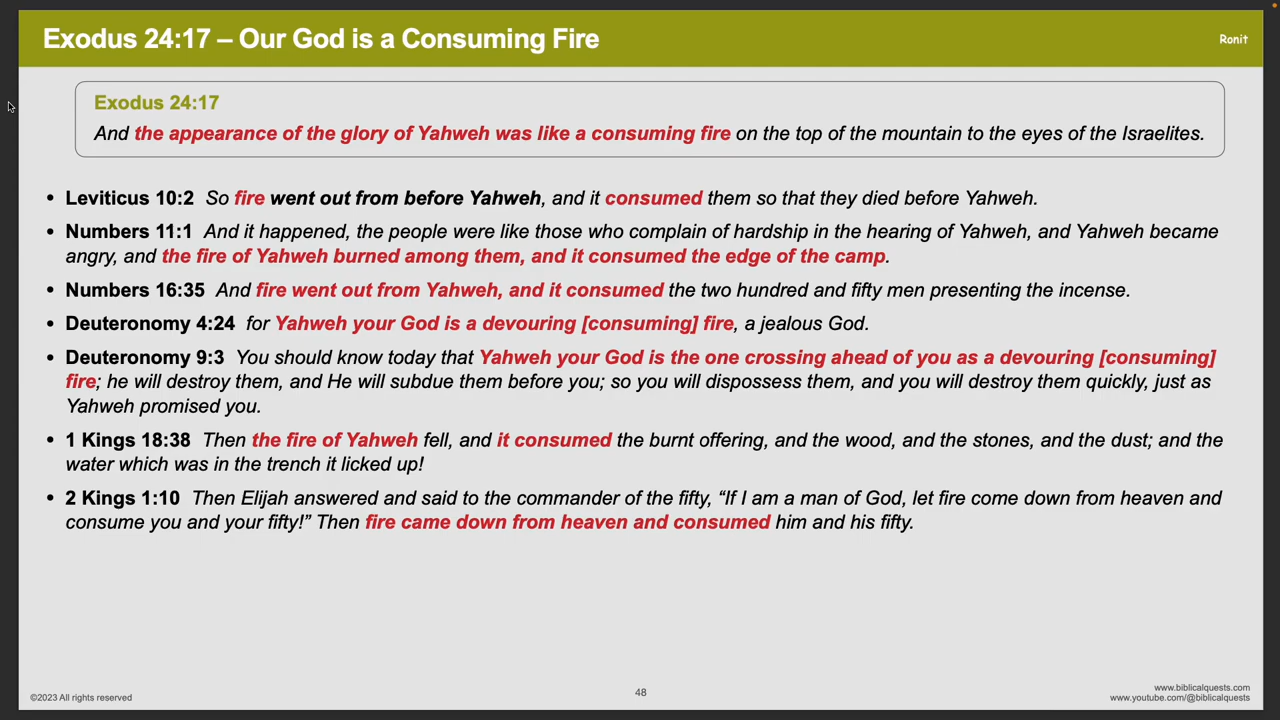 Exodus 24:17 – Our God is a Consuming Fire
Ronit
Exodus 24:17
And the appearance of the glory of Yahweh was like a consuming fire on the top of the mountain to the eyes of the Israelites.
• Leviticus 10:2 So fire went out from before Yahweh, and it consumed them so that they died before Yahweh.
• Numbers 11:1 And it happened, the people were like those who complain of hardship in the hearing of Yahweh, and Yahweh became
angry, and the fire of Yahweh burned among them, and it consumed the edge of the camp.
• Numbers 16:35 And fire went out from Yahweh, and it consumed the two hundred and fifty men presenting the incense.
• Deuteronomy 4:24 for Yahweh your God is a devouring [consuming] fire, a jealous God.
• Deuteronomy 9:3 You should know today that Yahweh your God is the one crossing ahead of you as a devouring [consuming]
fire; he will destroy them, and He will subdue them before you; so you will dispossess them, and you will destroy them quickly, just as
Yahweh promised you.
• 1 Kings 18:38 Then the fire of Yahweh fell, and it consumed the burnt offering, and the wood, and the stones, and the dust; and the
water which was in the trench it licked up!
• 2 Kings 1:10 Then Elijah answered and said to the commander of the fifty, “If I am a man of God, let fire come down from heaven and
consume you and your fifty!” Then fire came down from heaven and consumed him and his fifty.
©2023 All rights reserved
48
www.biblicalquests.com
www.youtube.com/@biblicalquests